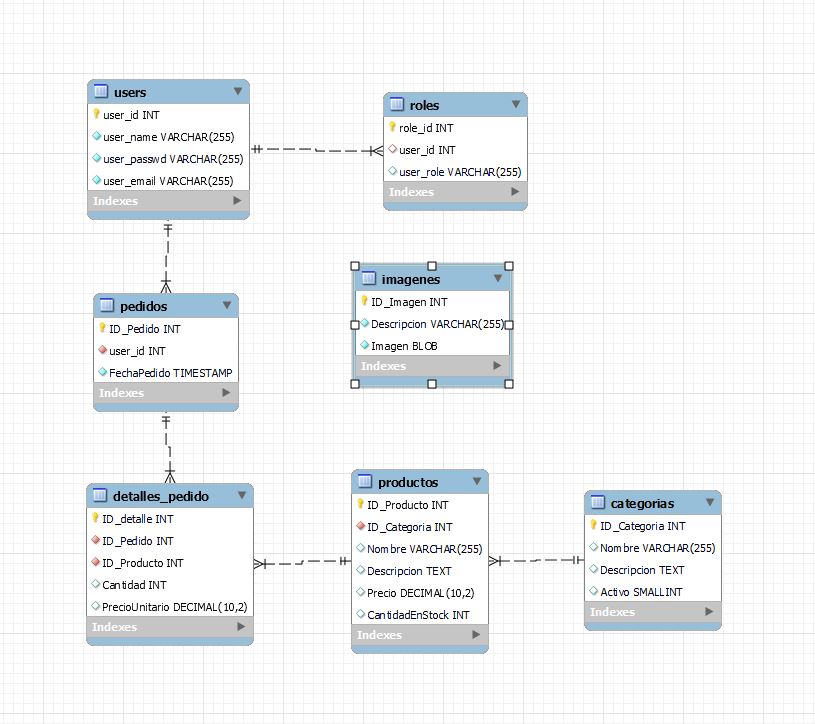 users
user_id INT
user_name VARCHAR(255)
user_passwd VARCHAR(255)
user_email VARCHAR(255)
Indexes
roles
role_id INT
user_id INT
user_role VARCHAR(255)
Indexes
imagenes
ID_Imagen INT
Descripcion VARCHAR(255)
Imagen BLOB
Indexes
pedidos
ID_Pedido INT
user_id INT
FechaPedido TIMESTAMP
Indexes
detalles_pedido
ID_detalle INT
ID_Pedido INT
ID_Producto INT
Cantidad INT
PrecioUnitario DECIMAL(10,2)
Indexes
productos
ID_Producto INT
ID_Categoria INT
Nombre VARCHAR(255)
Descripcion TEXT
Precio DECIMAL(10,2)
CantidadEnStock INT
Indexes
categorias
ID_Categoria INT
Nombre VARCHAR(255)
Descripcion TEXT
Activo SMALLINT
Indexes